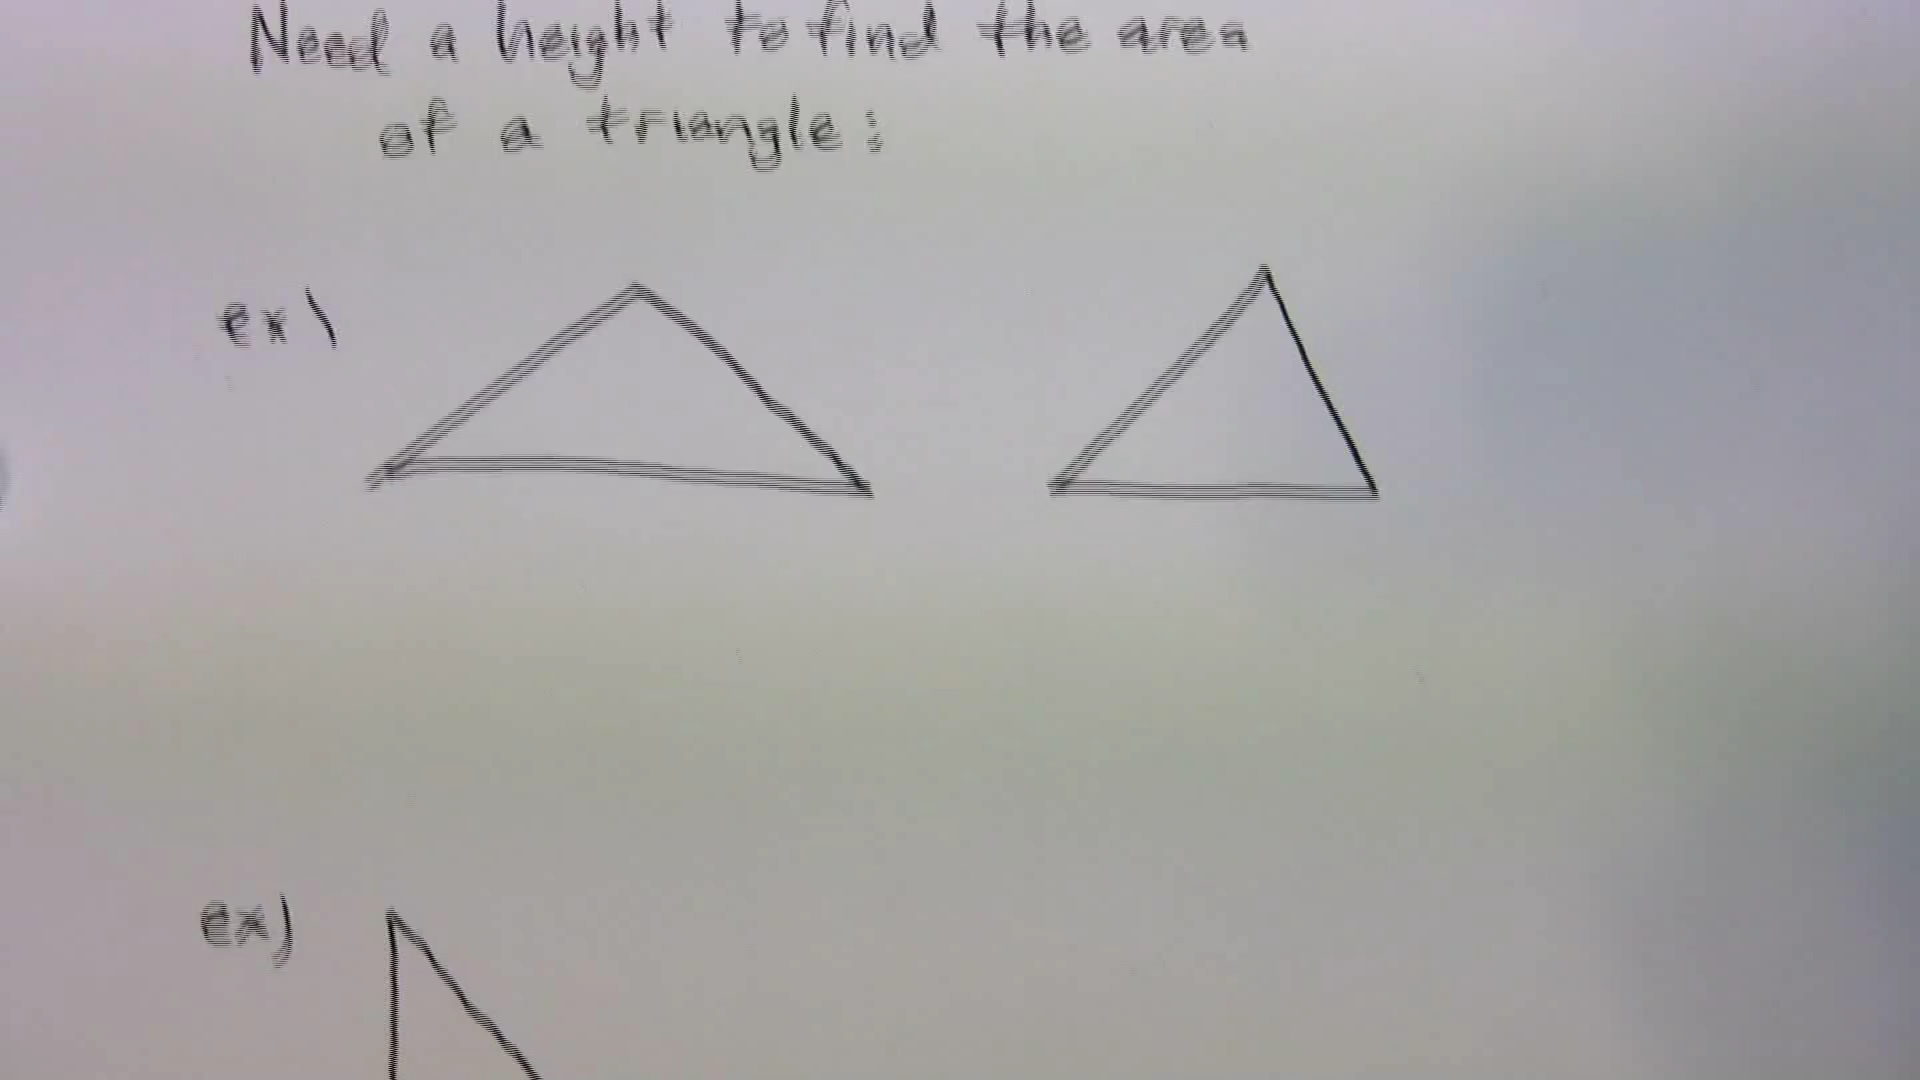 Need a height to find the area
of a triangle:
ex)
ex)